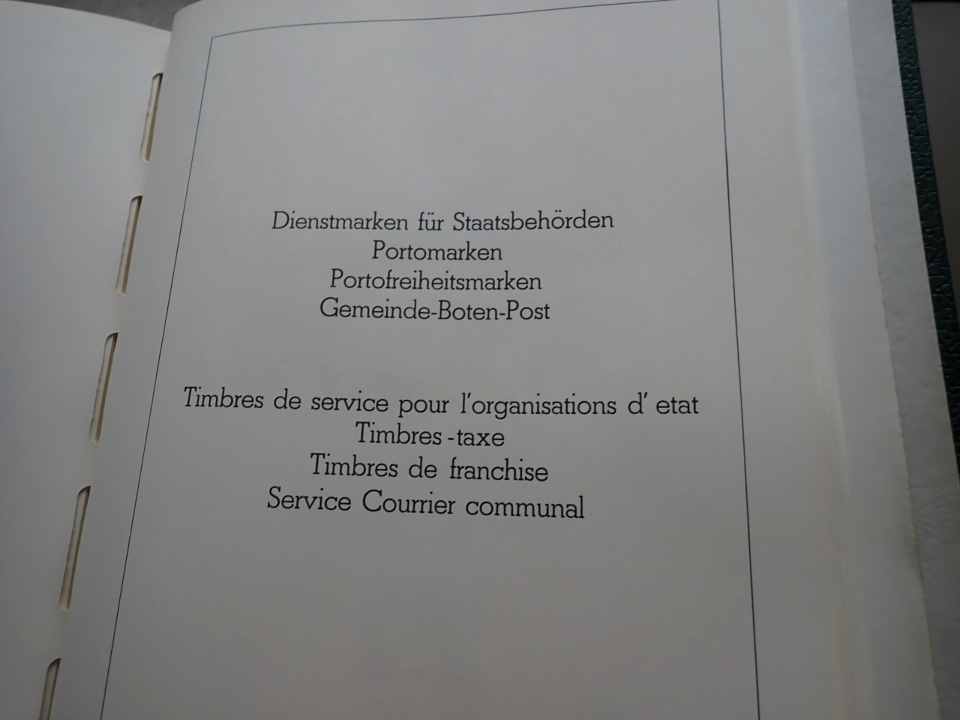 Dienstmarken für Staatsbehörden
Portomarken
Portofreiheitsmarken
Gemeinde-Boten-Post
Timbres de service pour l'organisations d' etat
Timbres-taxe
Timbres de franchise
Service Courrier communal